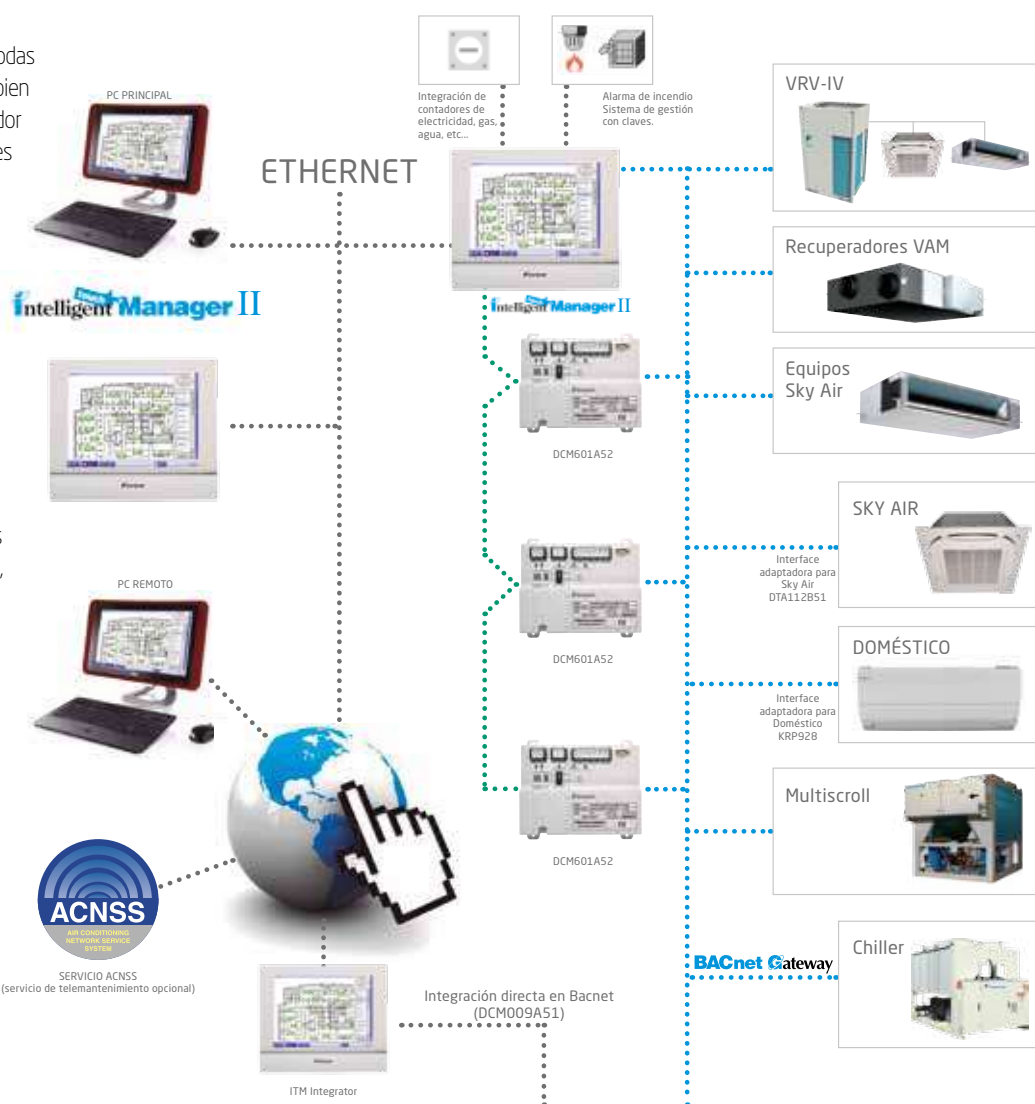 odas
bien
dor
es
PC PRINCIPAL
Integración de
contadores de
electricidad, gas,
agua, etc...
Alarma de incendio
Sistema de gestión
con claves.
ETHERNET
VRV-IV
Recuperadores VAM
intelligent Manager II
intelligent Manager II
Equipos
Sky Air
DCM601A52
SKY AIR
s
,
Interface
adaptadora para
Sky Air
DTA112B51
PC REMOTO
DCM601A52
DOMÉSTICO
Interface
adaptadora para
Doméstico
KRP928
Multiscroll
DCM601A52
ACNSS
AIR CONDITIONING
NETWORK SERVICE
SYSTEM
SERVICIO ACNSS
(servicio de telemantenimiento opcional)
BACnet Gateway
Chiller
Integración directa en Bacnet
(DCM009A51)
ITM Integrator